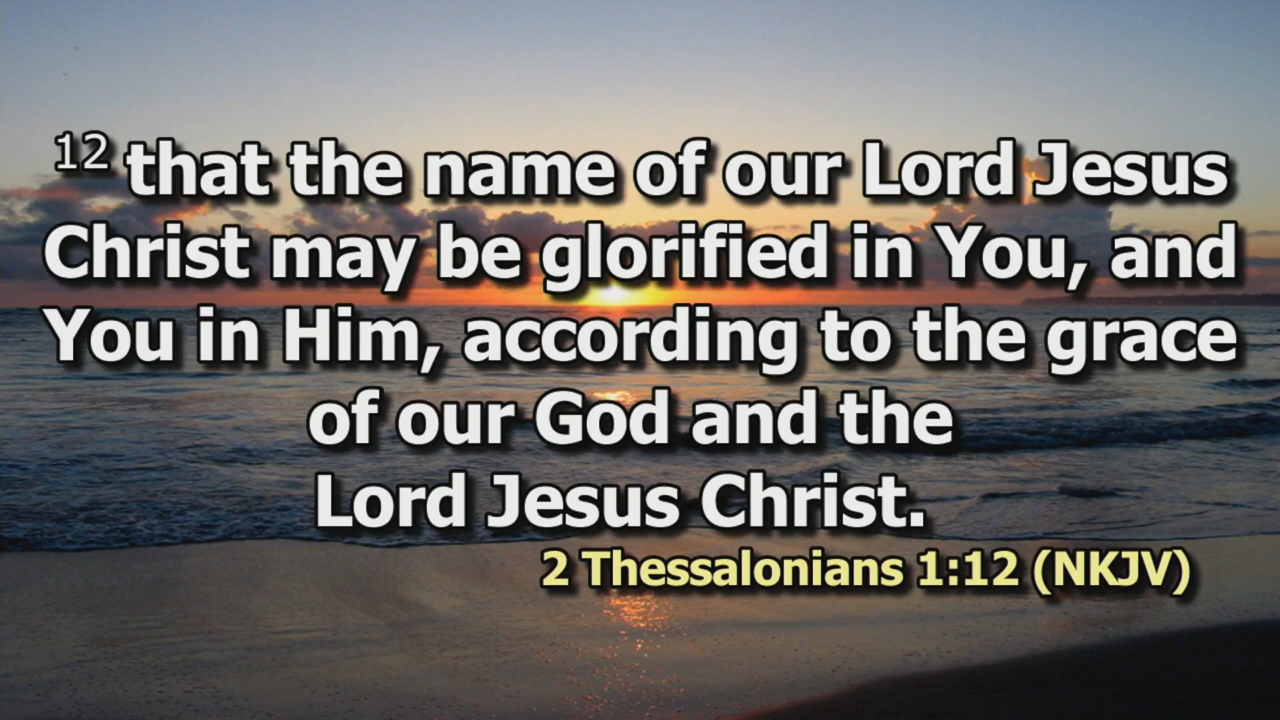 12 that the name of our Lord Jesus
Christ may be glorified in You, and
You in Him, according to the grace
of our God and the
Lord Jesus Christ.
2 Thessalonians 1:12 (NKJV)